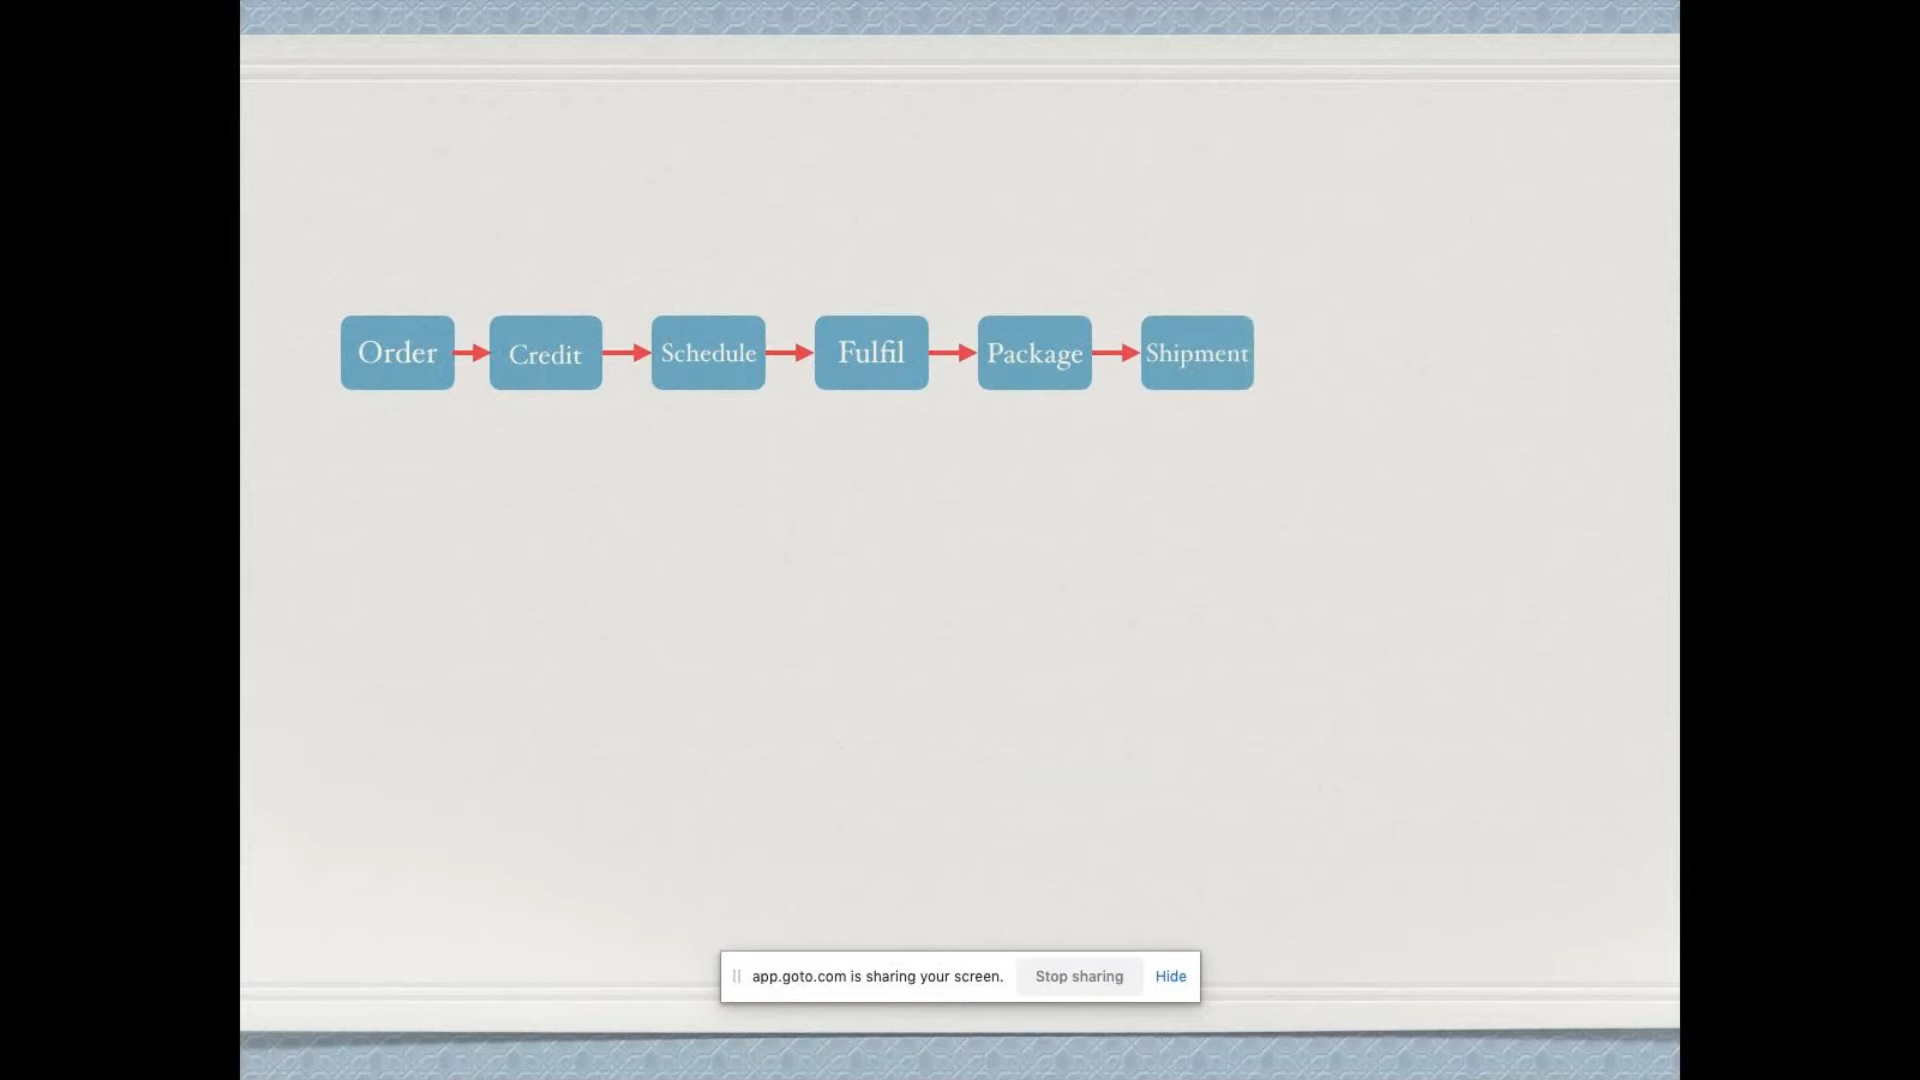 Order
Credit
Schedule
Fulfil
Package
Shipment
app.goto.com is sharing your screen.
Stop sharing
Hide